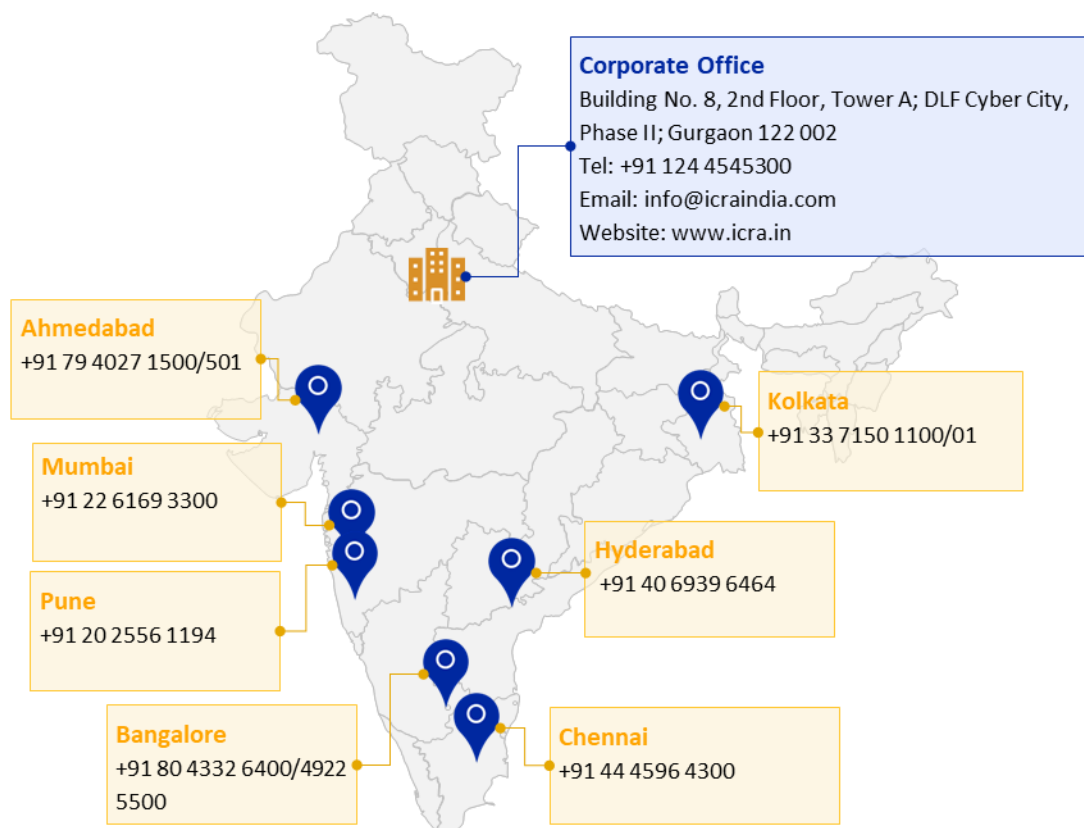 Corporate Office
Building No. 8, 2nd Floor, Tower A; DLF Cyber City,
Phase II; Gurgaon 122 002
Tel: +91 124 4545300
Email: info@icraindia.com
Website: www.icra.in
Ahmedabad
+91 79 4027 1500/501
Kolkata
+91 33 7150 1100/01
Mumbai
+91 22 6169 3300
Hyderabad
+91 40 6939 6464
Pune
+91 20 2556 1194
Bangalore
+91 80 4332 6400/4922
5500
Chennai
+91 44 4596 4300